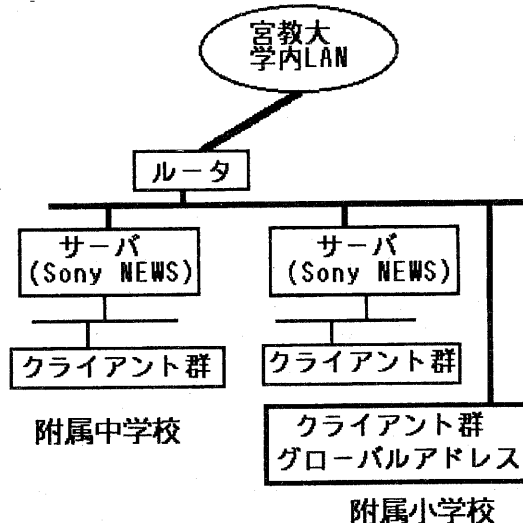 宮教大
学内LAN
ルータ
サーバ
(Sony NEWS)
サーバ
(Sony NEWS)
クライアント群
クライアント群
附属中学校
クライアント群
グローバルアドレス
附属小学校